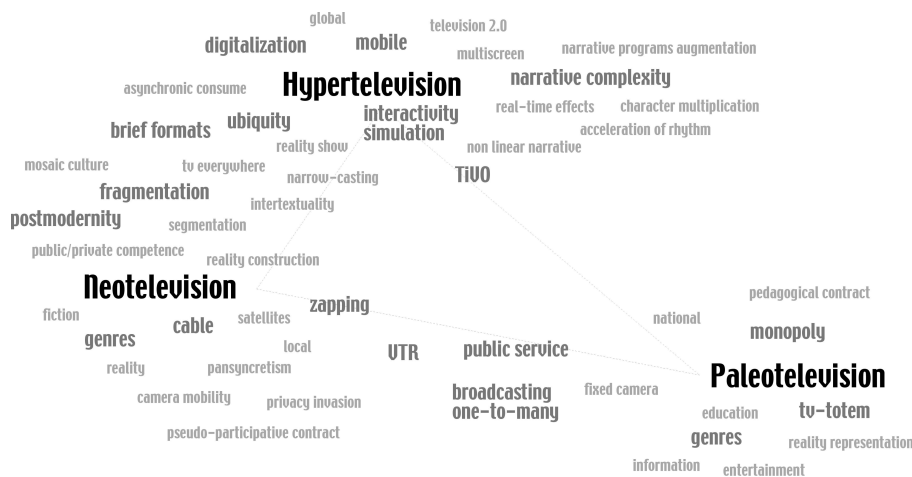 global
television 2.0
digitalization
mobile
multiscreen
narrative programs augmentation
Hypertelevision
narrative complexity
asynchronic consume
real-time effects
character multiplication
interactivity
simulation
ubiquity
brief formats
acceleration of rhythm
reality show
non linear narrative
mosaic culture
tv everywhere
narrow-casting
TiVO
fragmentation
intertextuality
postmodernity
segmentation
public/private competence
reality construction
Neotelevision
pedagogical contract
zapping
fiction
satellites
national
cable
monopoly
genres
local
VTR
public service
reality
pansyncretism
Paleotelevision
broadcasting
one-to-many
fixed camera
camera mobility
privacy invasion
education
tv-totem
pseudo-participative contract
genres
reality representation
information
entertainment